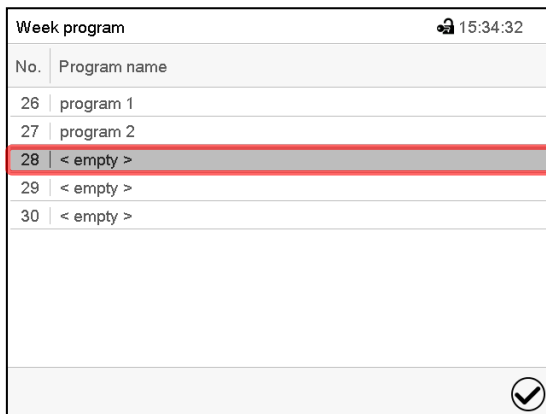 Week program 15:34:32
No. Program name
26 program 1
27 program 2
28 < empty >
29 < empty >
30 < empty >